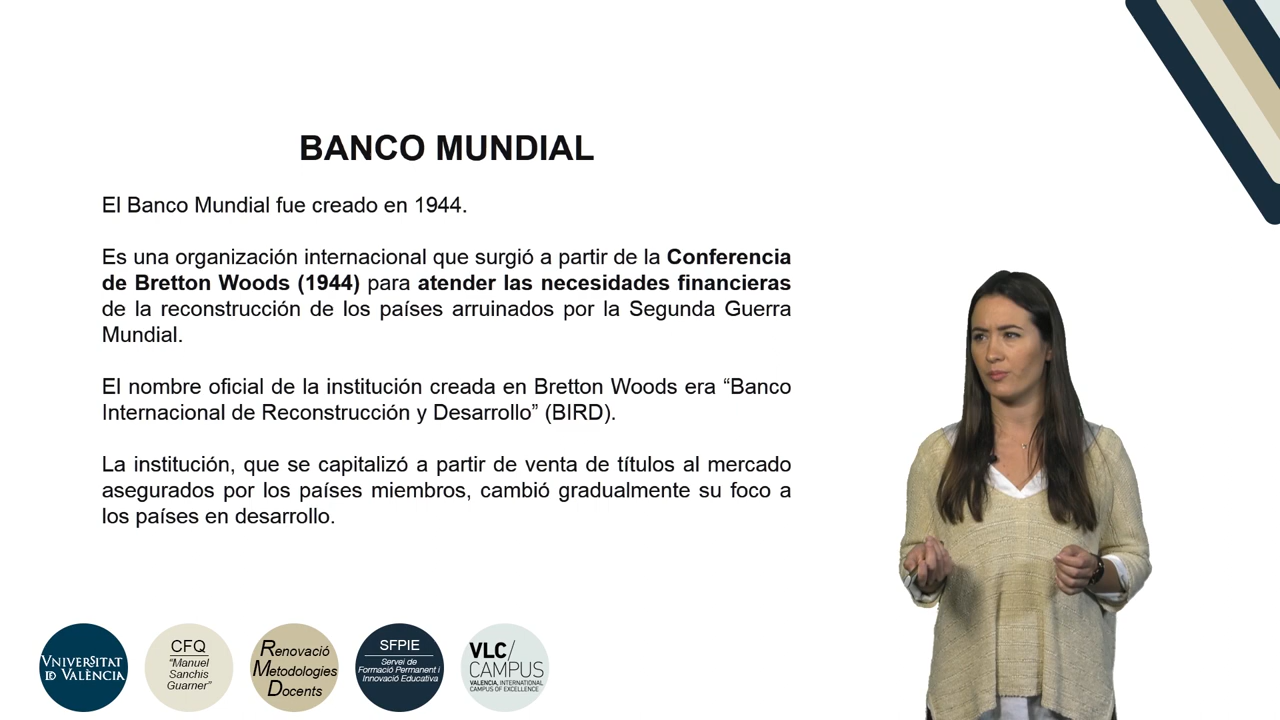 BANCO MUNDIAL
El Banco Mundial fue creado en 1944.
Es una organización internacional que surgió a partir de la Conferencia
de Bretton Woods (1944) para atender las necesidades financieras
de la reconstrucción de los países arruinados por la Segunda Guerra
Mundial.
El nombre oficial de la institución creada en Bretton Woods era “Banco
Internacional de Reconstrucción y Desarrollo” (BIRD).
La institución, que se capitalizó a partir de venta de títulos al mercado
asegurados por los países miembros, cambió gradualmente su foco a
los países en desarrollo.
VNIVERSITAT
ID VALÈNCIA
CFQ
“Manuel
Sanchis
Guarner”
Renovació
Metodologies
Docents
SFPIE
Servei de
Formació Permanent i
Innovació Educativa
VLC/
CAMPUS
VALENCIA, INTERNATIONAL
CAMPUS OF EXCELLENCE